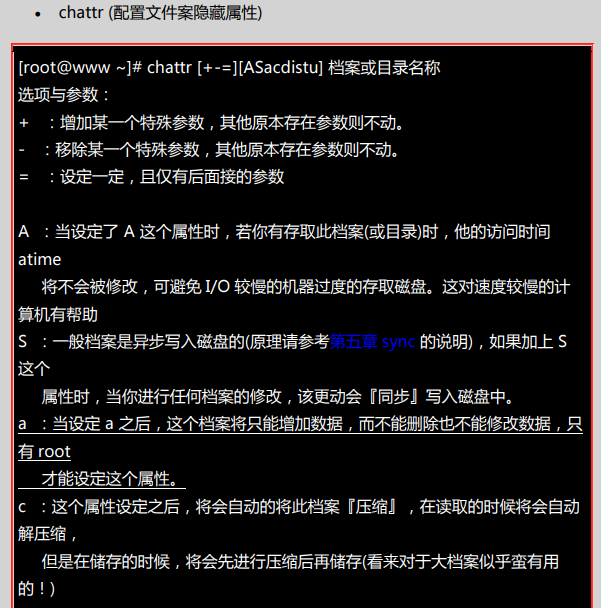 • chattr (配置文件案隐藏属性)
[root@www ~]# chattr [+-=][ASacdistu] 档案或目录名称
选项与参数：
+ ：增加某一个特殊参数，其他原本存在参数则不动。
- ：移除某一个特殊参数，其他原本存在参数则不动。
= ：设定一定，且仅有后面接的参数
A ：当设定了 A 这个属性时，若你有存取此档案(或目录)时，他的访问时间
atime
将不会被修改，可避免 I/O 较慢的机器过度的存取磁盘。这对速度较慢的计
算机有帮助
S ：一般档案是异步写入磁盘的(原理请参考第五章 sync 的说明)，如果加上 S
这个
属性时，当你进行任何档案的修改，该更动会『同步』写入磁盘中。
a ：当设定 a 之后，这个档案将只能增加数据，而不能删除也不能修改数据，只
有 root
才能设定这个属性。
c ：这个属性设定之后，将会自动的将此档案『压缩』，在读取的时候将会自动
解压缩，
但是在储存的时候，将会先进行压缩后再储存(看来对于大档案似乎蛮有用
的！)